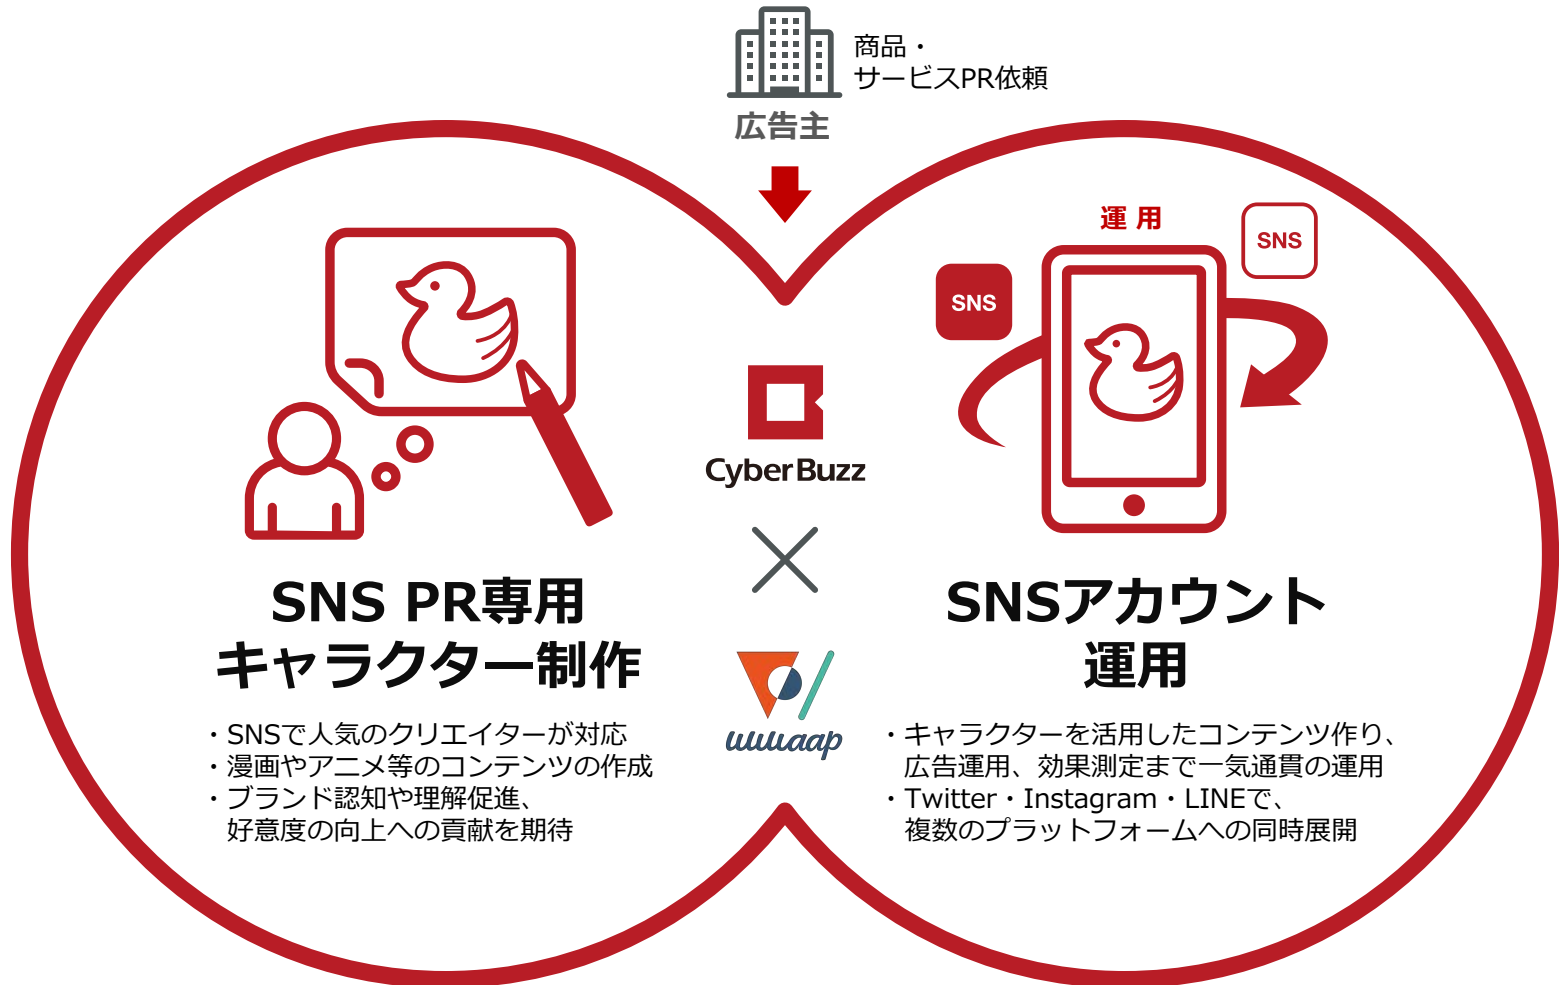 商品・
サービスPR依頼
広告主
運用
SNS
SNS
CyberBuzz
wwwaap
SNS PR専用
キャラクター制作
・SNSで人気のクリエイターが対応
・漫画やアニメ等のコンテンツの作成
・ブランド認知や理解促進、
好意度の向上への貢献を期待
SNSアカウント
運用
・キャラクターを活用したコンテンツ作り、
広告運用、効果測定まで一気通貫の運用
・Twitter・Instagram・LINEで、
複数のプラットフォームへの同時展開